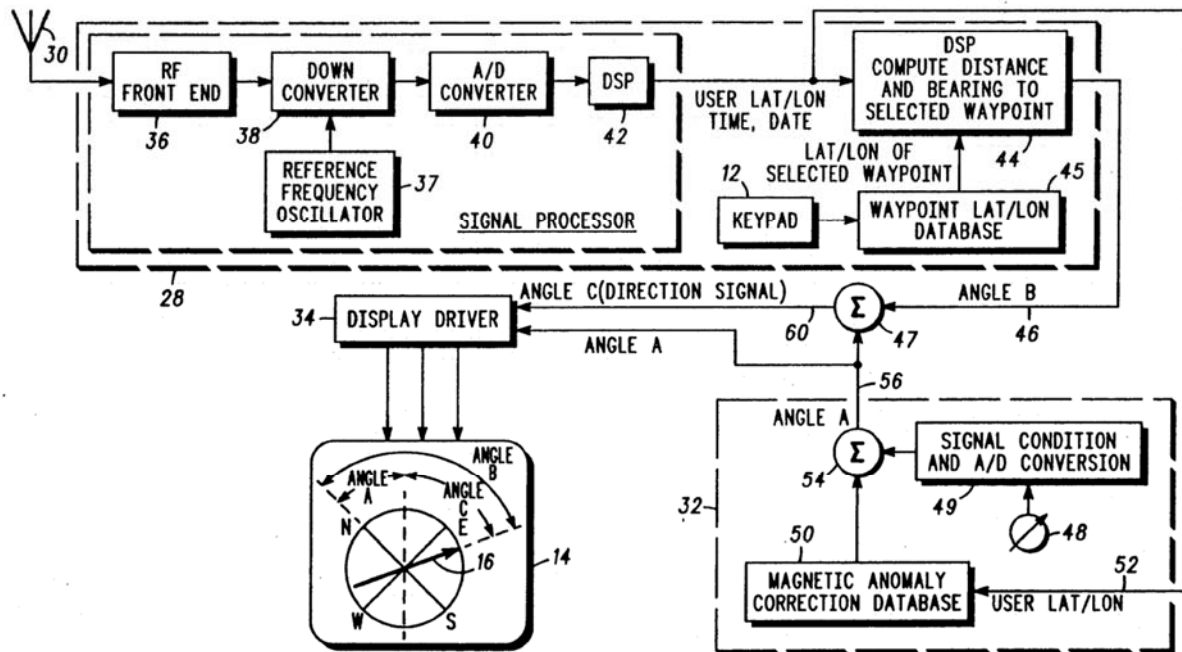 30
RF
FRONT END
36
DOWN
CONVERTER
38
A/D
CONVERTER
40
DSP
42
REFERENCE
FREQUENCY
OSCILLATOR
37
SIGNAL PROCESSOR
USER LAT/LON
TIME, DATE
DSP
COMPUTE DISTANCE
AND BEARING TO
SELECTED WAYPOINT
44
LAT/LON OF
SELECTED WAYPOINT
12
KEYPAD
45
WAYPOINT LAT/LON
DATABASE
28
34
DISPLAY DRIVER
ANGLE C(DIRECTION SIGNAL)
60
ANGLE A
Σ
47
ANGLE B
46
56
ANGLE A
Σ
54
SIGNAL CONDITION
AND A/D CONVERSION
49
48
32
50
MAGNETIC ANOMALY
CORRECTION DATABASE
52
USER LAT/LON
ANGLE
B
ANGLE
A
ANGLE
C
N
E
16
14
W
S